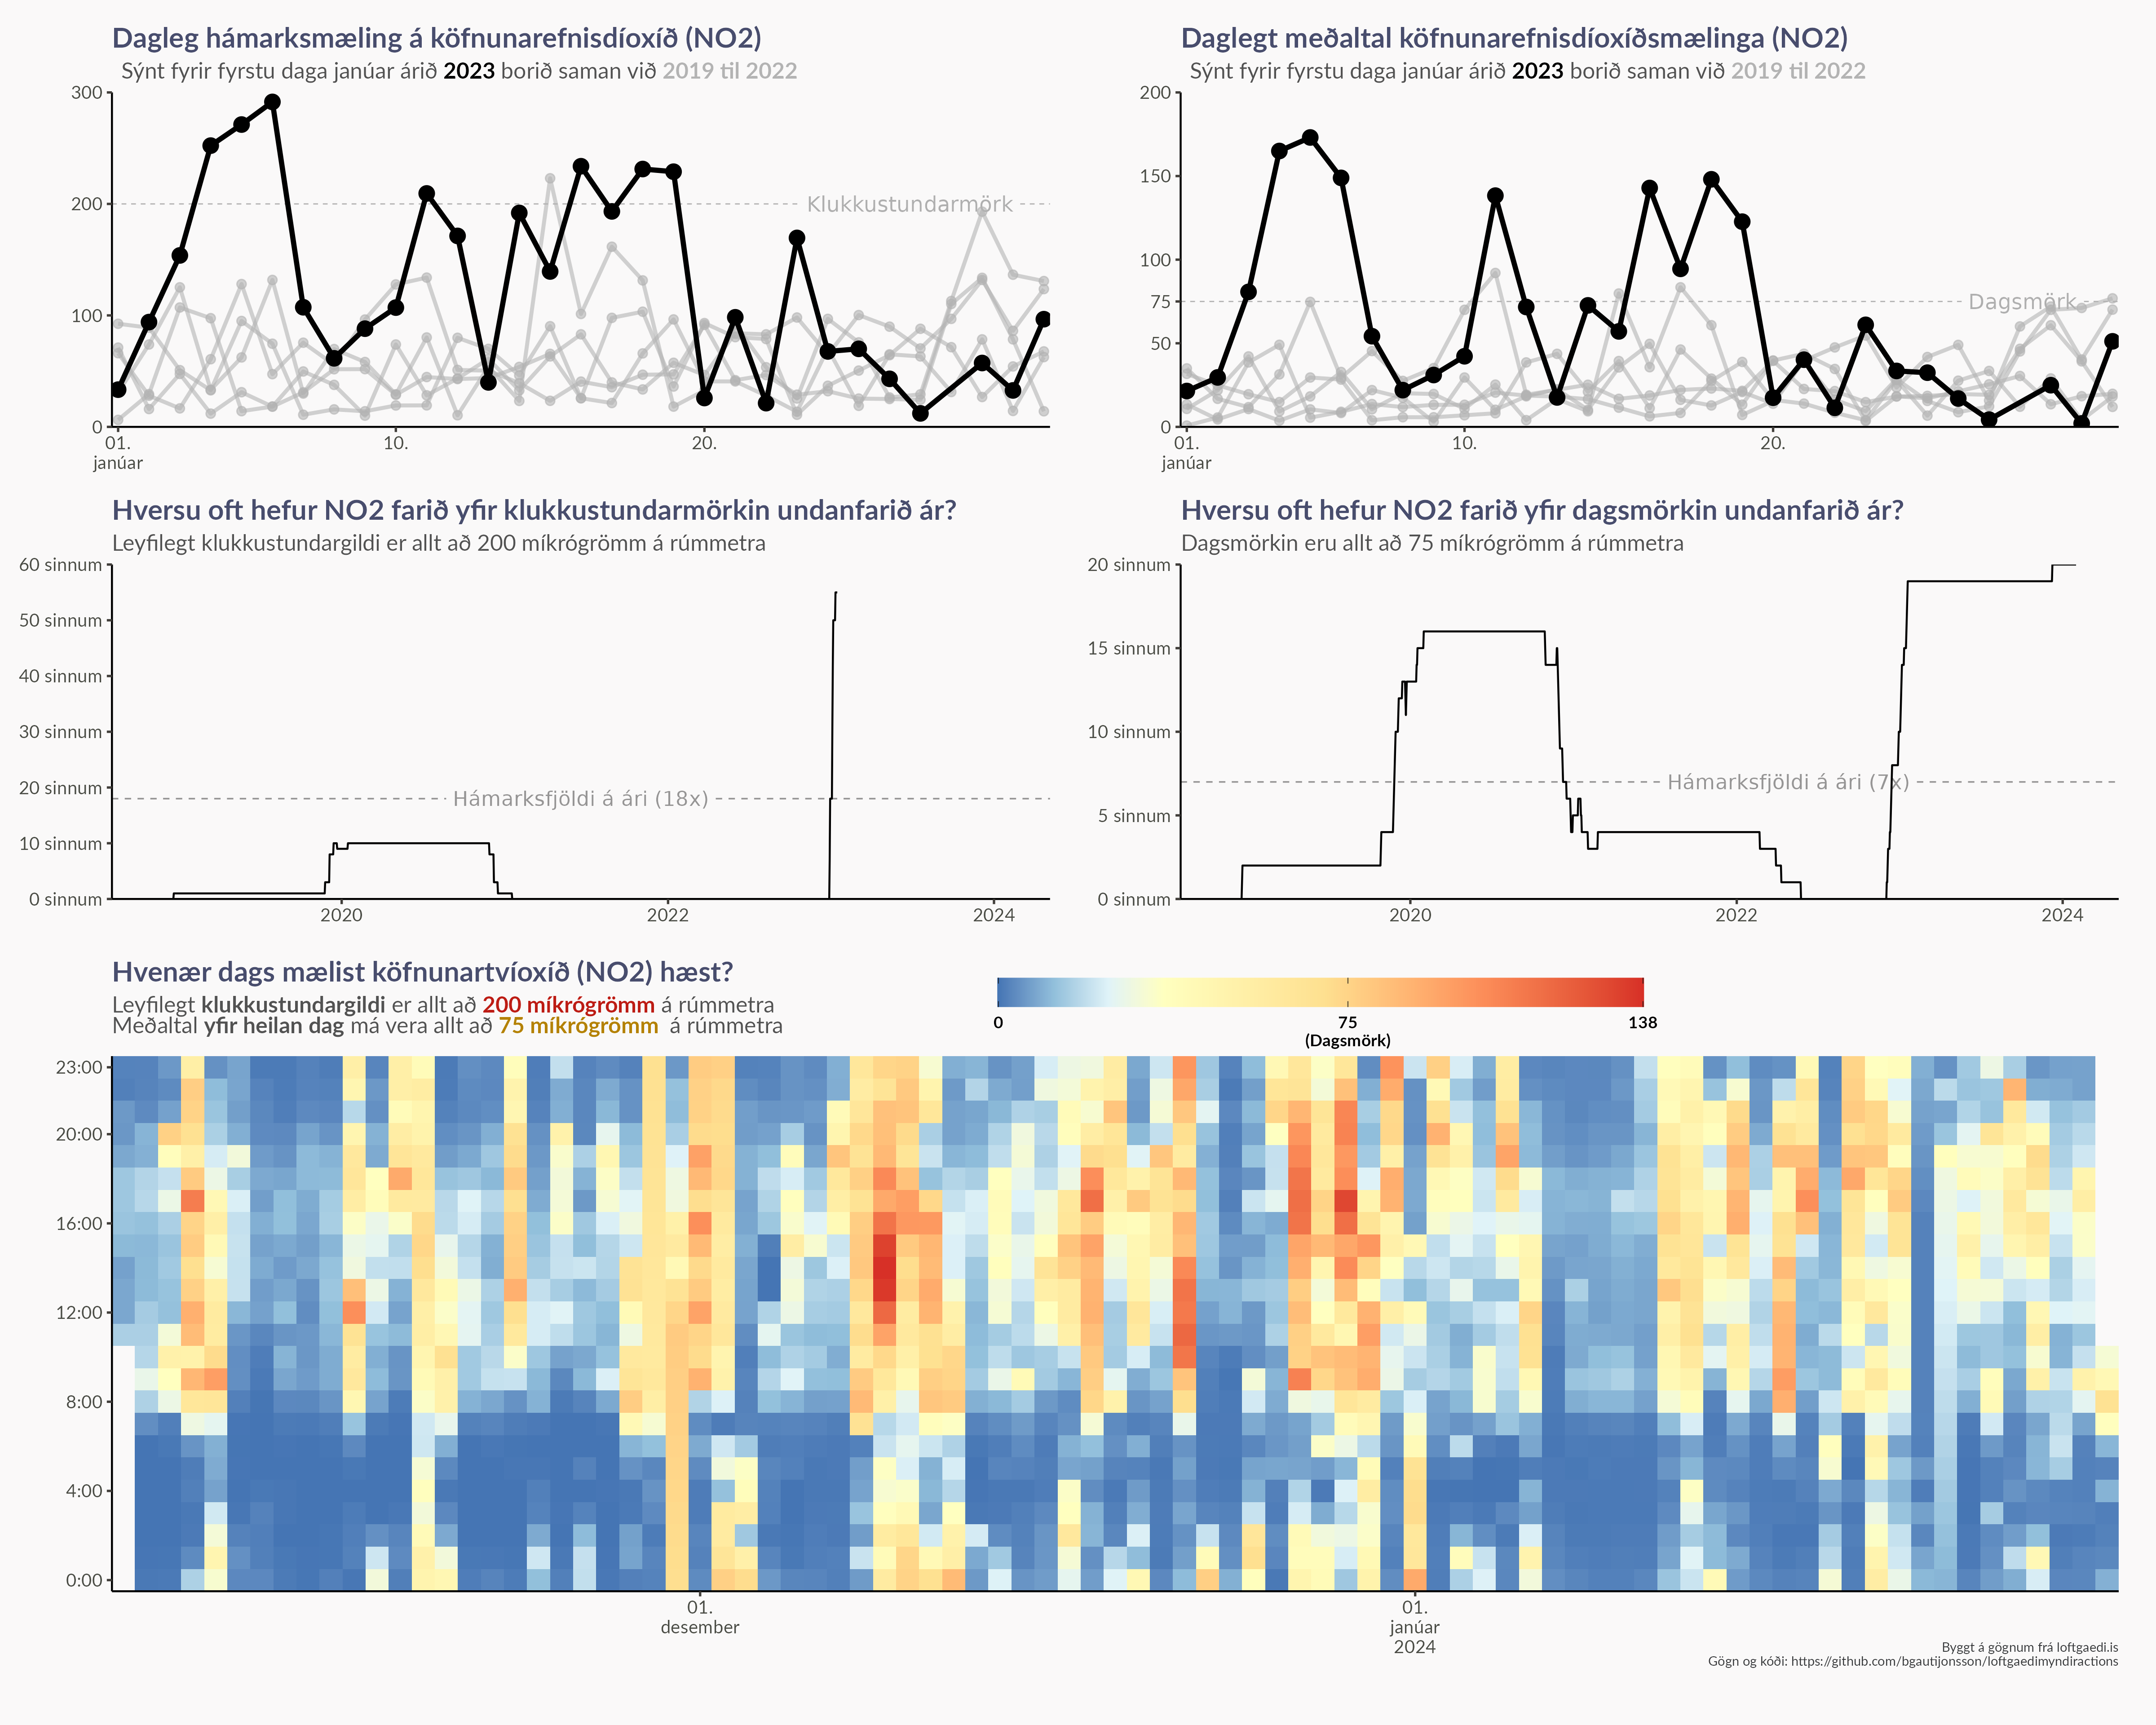 Dagleg hámarksmæling á köfnunarefnisdíoxíð (NO2)
Sýnt fyrir fyrstu daga janúar árið 2023 borið saman við 2019 til 2022
300
200
100
0
Klukkustundarmörk
01.
janúar
10.
20.
Daglegt meðaltal köfnunarefnisdíoxíðsmælinga (NO2)
Sýnt fyrir fyrstu daga janúar árið 2023 borið saman við 2019 til 2022
200
150
100
75
50
0
Dagsmörk
01.
janúar
10.
20.
Hversu oft hefur NO2 farið yfir klukkustundarmörkin undanfarið ár?
Leyfilegt klukkustundargildi er allt að 200 míkrógrömm á rúmmetra
60 sinnum
50 sinnum
40 sinnum
30 sinnum
20 sinnum
10 sinnum
0 sinnum
Hámarksfjöldi á ári (18x)
2020
2022
2024
Hversu oft hefur NO2 farið yfir dagsmörkin undanfarið ár?
Dagsmörkin eru allt að 75 míkrógrömm á rúmmetra
20 sinnum
15 sinnum
10 sinnum
5 sinnum
0 sinnum
Hámarksfjöldi á ári (7x)
2020
2022
2024
Hvenær dags mælist köfnunartvíoxíð (NO2) hæst?
Leyfilegt klukkustundargildi er allt að 200 míkrógrömm á rúmmetra
Meðaltal yfir heilan dag má vera allt að 75 míkrógrömm á rúmmetra
0
75
(Dagsmörk)
138
23:00
20:00
16:00
12:00
8:00
4:00
0:00
01.
desember
01.
janúar
2024
Byggt á gögnum frá loftgaedi.is
Gögn og kóði: https://github.com/bgautijonsson/loftgaedimyndiractions